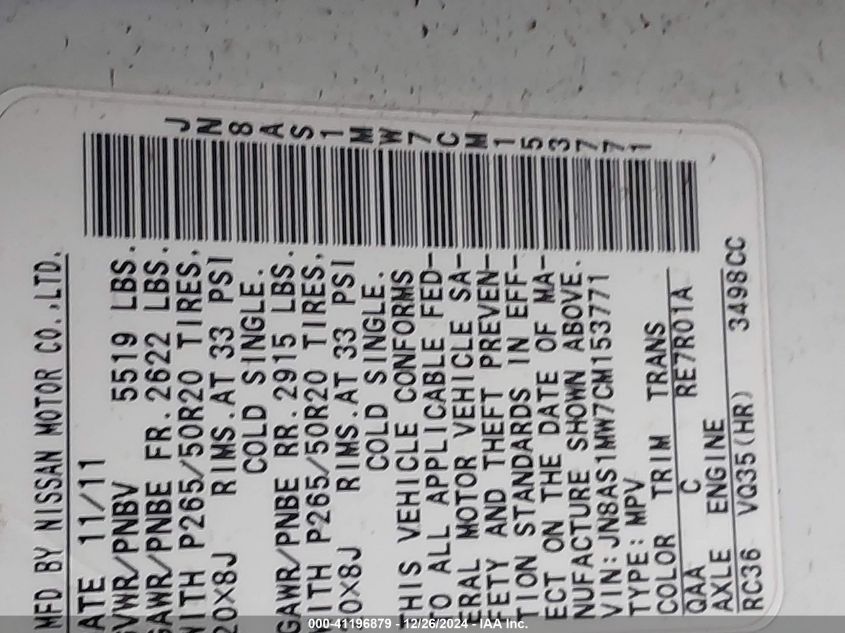 MFD BY NISSAN MOTOR CO.,LTD.
ATE 11/11
GVWR/PNBV 5519 LBS.
GAWR/PNBE FR. 2622 LBS.
WITH P265/50R20 TIRES,
20X8J RIMS.AT 33 PSI
COLD SINGLE.
GAWR/PNBE RR. 2915 LBS.
WITH P265/50R20 TIRES,
20X8J RIMS.AT 33 PSI
COLD SINGLE.
THIS VEHICLE CONFORMS
TO ALL APPLICABLE FED-
ERAL MOTOR VEHICLE SA-
FETY AND THEFT PREVEN-
TION STANDARDS IN EFF-
ECT ON THE DATE OF MA-
NUFACTURE SHOWN ABOVE.
VIN:JN8AS1MW7CM153771
TYPE:MPV
COLOR TRIM TRANS
QAA C RE7R01A
AXLE ENGINE
RC36 VQ35(HR) 3498CC
JN8AS1MW7CM153771
000-41196879 - 12/26/2024 - IAA, Inc.